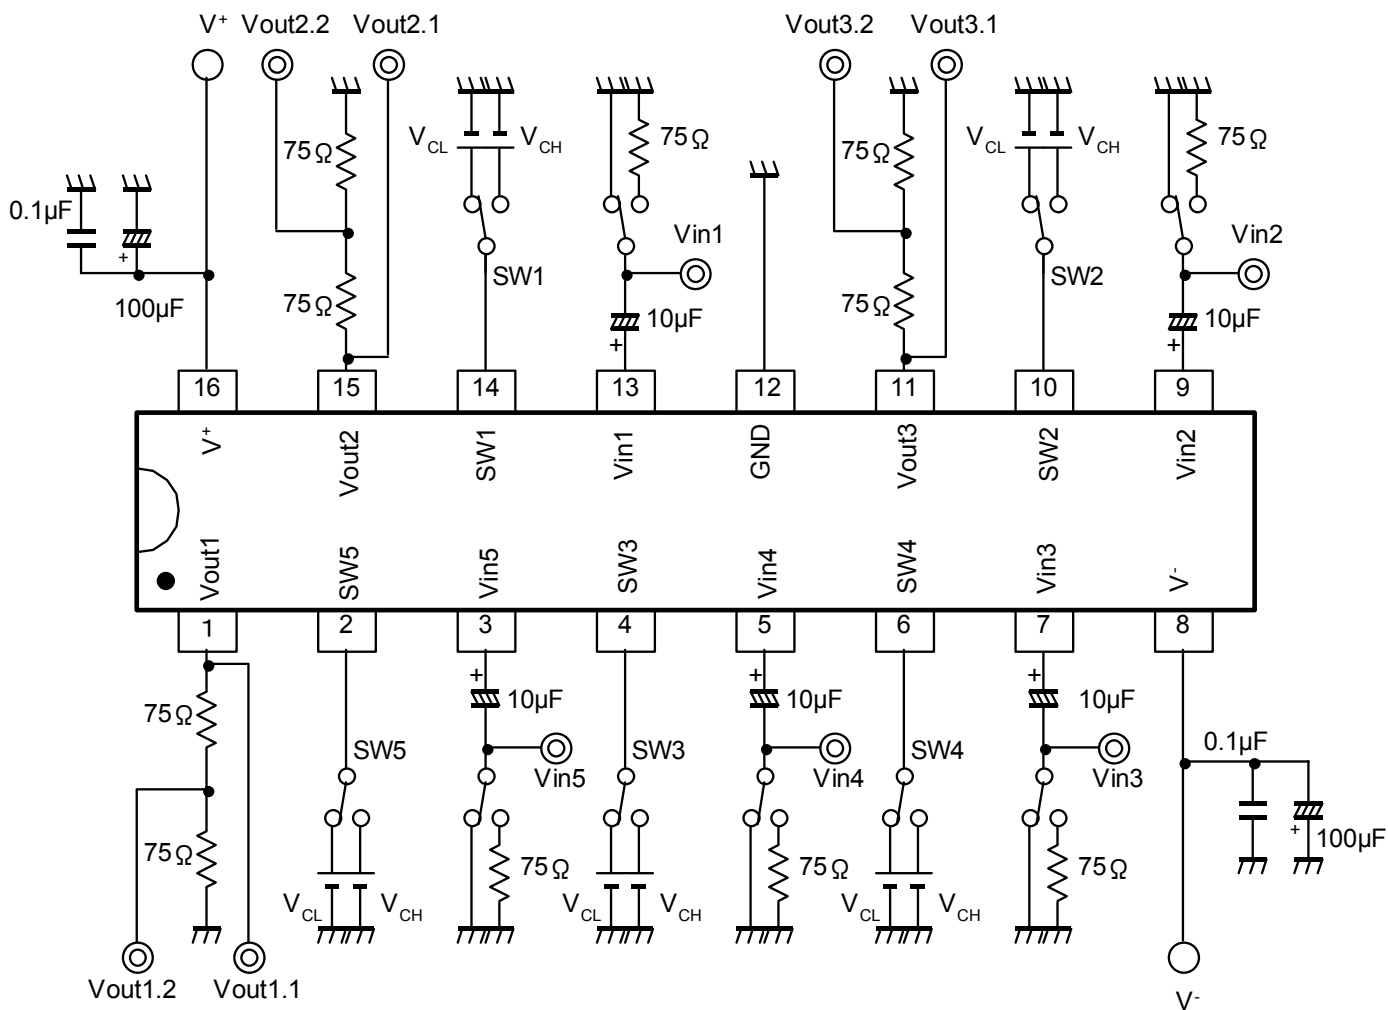 V+ Vout2.2 Vout2.1 Vout3.2 Vout3.1
75Ω VCL VCH 75Ω 75Ω VCL VCH 75Ω
0.1µF
Vin1 Vin2
SW1 SW2
100µF 75Ω 10µF 75Ω 10µF
+ + +
16 15 14 13 12 11 10 9
V+ Vout2 SW1 Vin1 GND Vout3 SW2 Vin2
Vout1 SW5 Vin5 SW3 Vin4 SW4 Vin3 V-
1 2 3 4 5 6 7 8
+ + +
75Ω 10µF 10µF 10µF
SW5 SW3 SW4 0.1µF
Vin5 Vin4 Vin3
+ 100µF
75Ω 75Ω 75Ω 75Ω
VCL VCH VCL VCH VCL VCH
Vout1.2 Vout1.1 V-